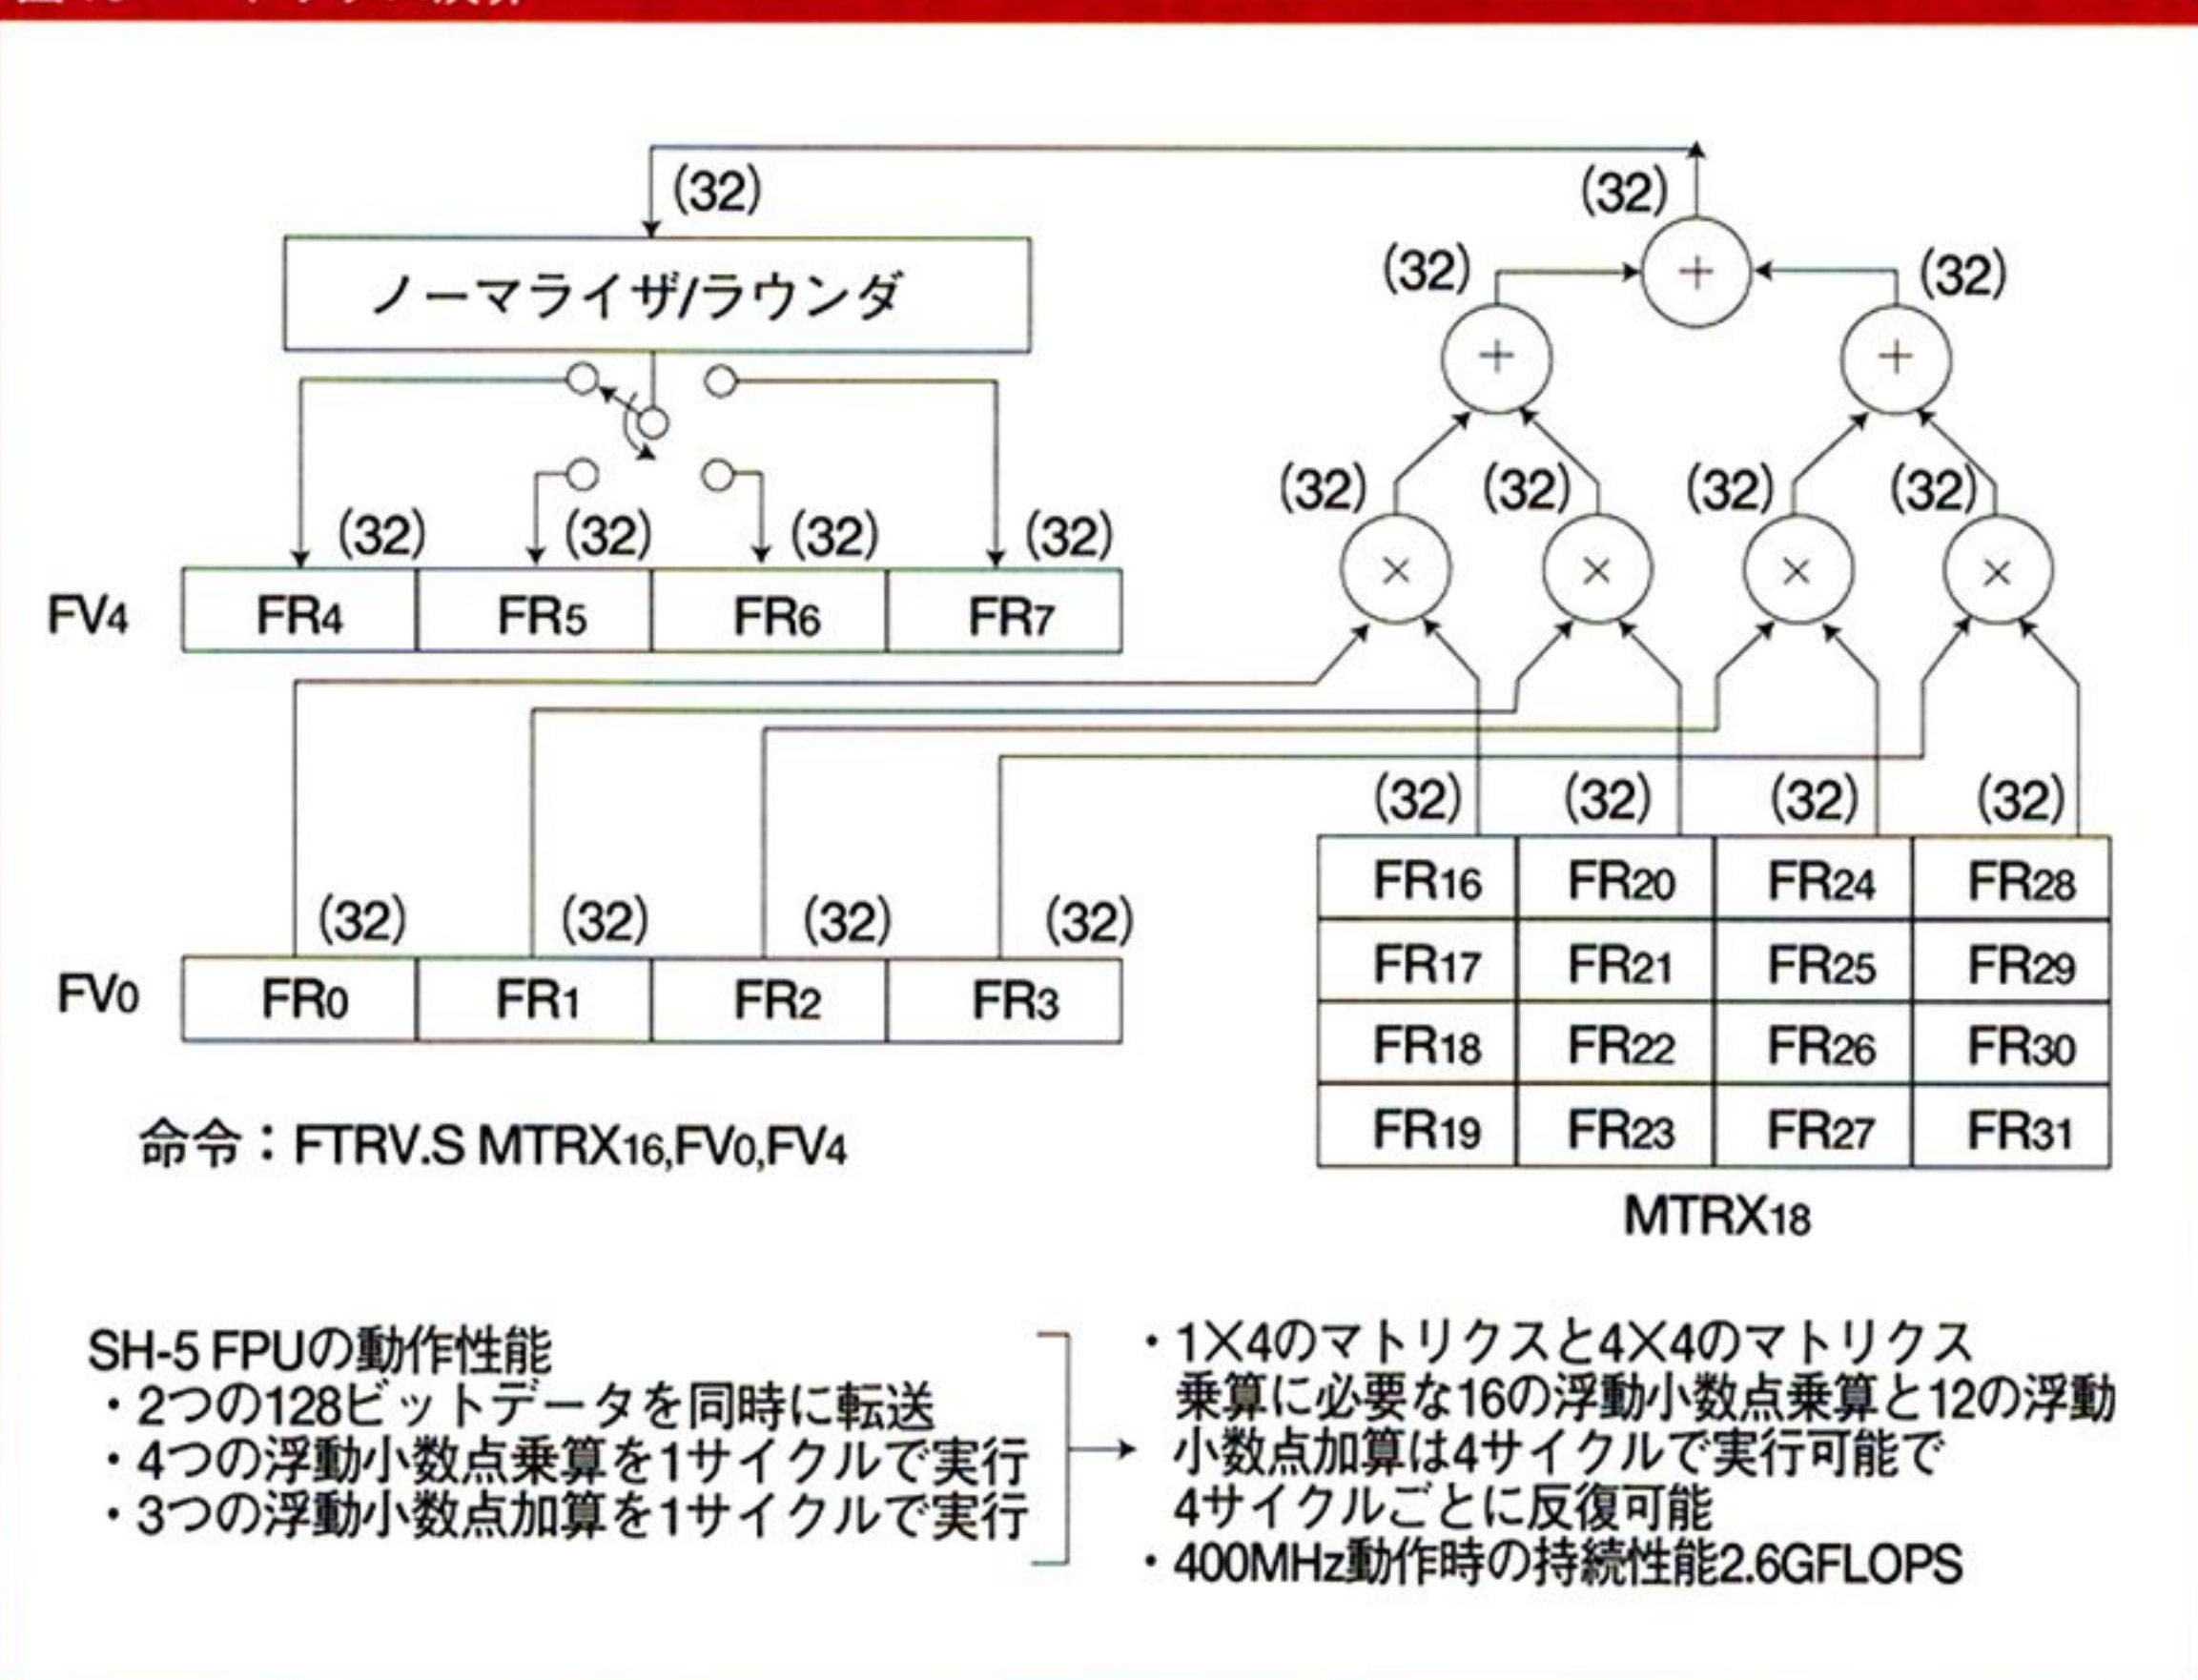 (32) (32)
(32) (32)
ノーマライザ/ラウンダ
+
+ +
(32) (32) (32) (32)
(32) (32) (32) (32)
× × × ×
FV4 FR4 FR5 FR6 FR7
(32) (32) (32) (32)
FR16 FR20 FR24 FR28
(32) (32) (32) (32)
FR17 FR21 FR25 FR29
FV0 FR0 FR1 FR2 FR3
FR18 FR22 FR26 FR30
FR19 FR23 FR27 FR31
命令：FTRV.S MTRX16,FV0,FV4
MTRX18
SH-5 FPUの動作性能
・2つの128ビットデータを同時に転送
・4つの浮動小数点乗算を1サイクルで実行
・3つの浮動小数点加算を1サイクルで実行
・1×4のマトリクスと4×4のマトリクス
乗算に必要な16の浮動小数点乗算と12の浮動
小数点加算は4サイクルで実行可能で
4サイクルごとに反復可能
・400MHz動作時の持続性能2.6GFLOPS